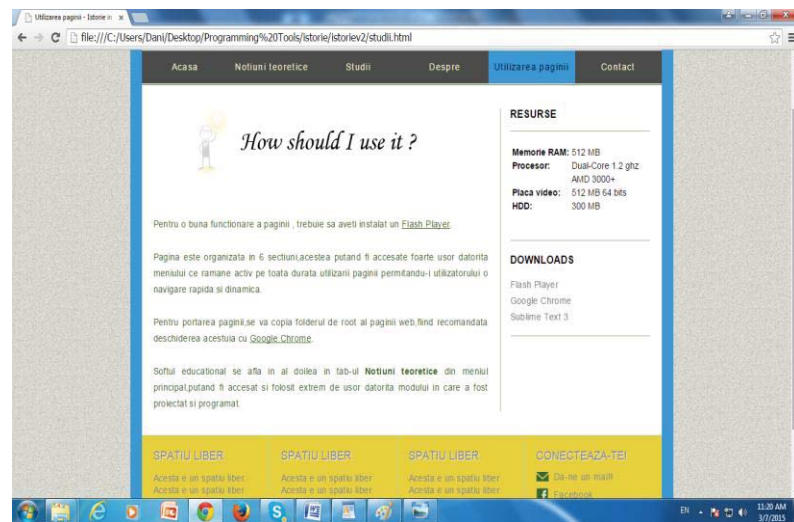 Utilizarea paginii - Istorie in
file:///C:/Users/Dani/Desktop/Programming%20Tools/istorie/istoriev2/studii.html
Acasa Notiuni teoretice Studii Despre Utilizarea paginii Contact
How should I use it ?
Pentru o buna functionare a paginii , trebuie sa aveti instalat un Flash Player.
Pagina este organizata in 6 sectiuni,acestea putand fi accesate foarte usor datorita
meniului ce ramane activ pe toata durata utilizarii paginii permitandu-i utilizatorului o
navigare rapida si dinamica.
Pentru portarea paginii,se va copia folderul de root al paginii web,fiind recomandata
deschiderea acestuia cu Google Chrome.
Softul educational se afla in al doilea in tab-ul Notiuni teoretice din meniul
principal,putand fi accesat si folosit extrem de usor datorita modului in care a fost
proiectat si programat.
RESURSE
Memorie RAM: 512 MB
Procesor: Dual-Core 1.2 ghz
AMD 3000+
Placa video: 512 MB 64 bits
HDD: 300 MB
DOWNLOADS
Flash Player
Google Chrome
Sublime Text 3
SPATIU LIBER
Acesta e un spatiu liber
Acesta e un spatiu liber
SPATIU LIBER
Acesta e un spatiu liber
Acesta e un spatiu liber
SPATIU LIBER
Acesta e un spatiu liber
Acesta e un spatiu liber
CONECTEAZA-TE!
Da-ne un mail!
Facebook
EN
11:20 AM
3/7/2015